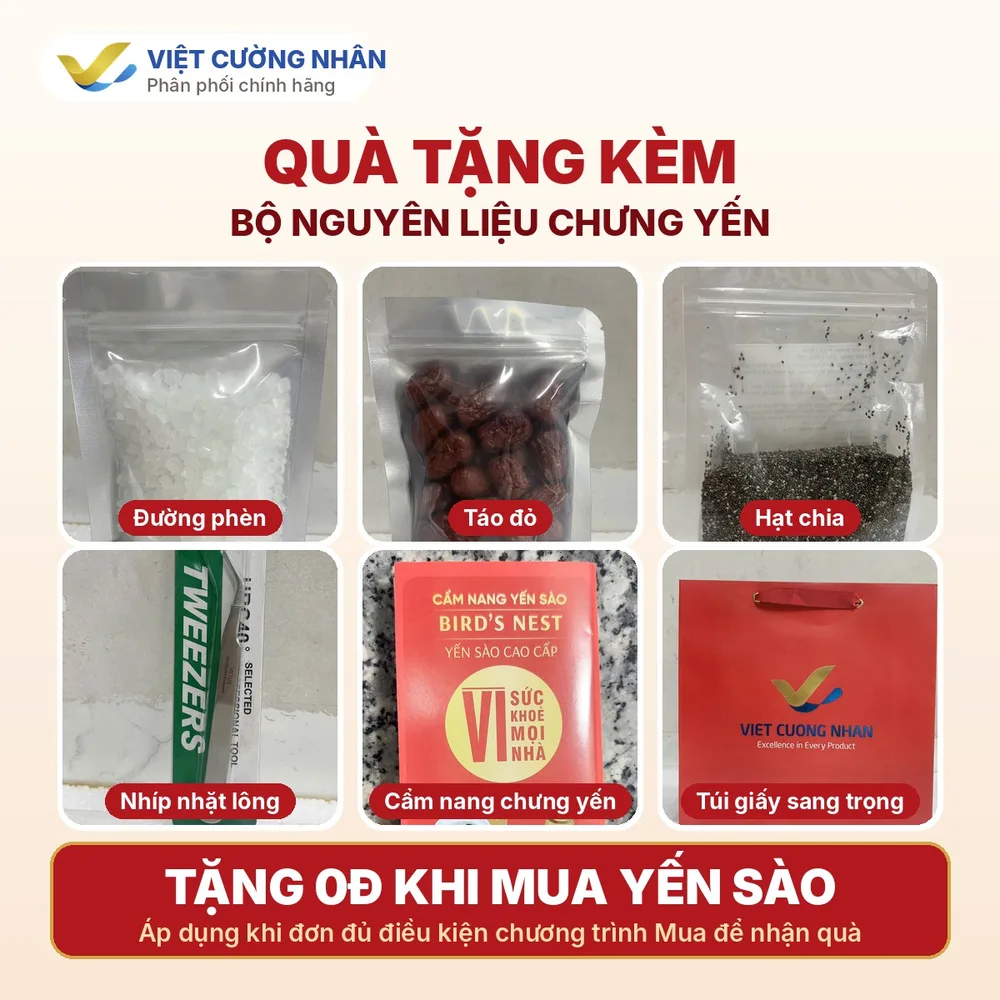 VIỆT CƯỜNG NHÂN
Phân phối chính hãng
QUÀ TẶNG KÈM
BỘ NGUYÊN LIỆU CHƯNG YẾN
Đường phèn
Táo đỏ
Hạt chia
TWEEZERS
SELECTED
Nhíp nhặt lông
CẨM NANG YẾN SÀO
BIRD'S NEST
YẾN SÀO CAO CẤP
VÌ
SỨC
KHOẺ
MỌI
NHÀ
Cẩm nang chưng yến
VIET CUONG NHAN
Excellence in Every Product
Túi giấy sang trọng
TẶNG 0Đ KHI MUA YẾN SÀO
Áp dụng khi đơn đủ điều kiện chương trình Mua để nhận quà